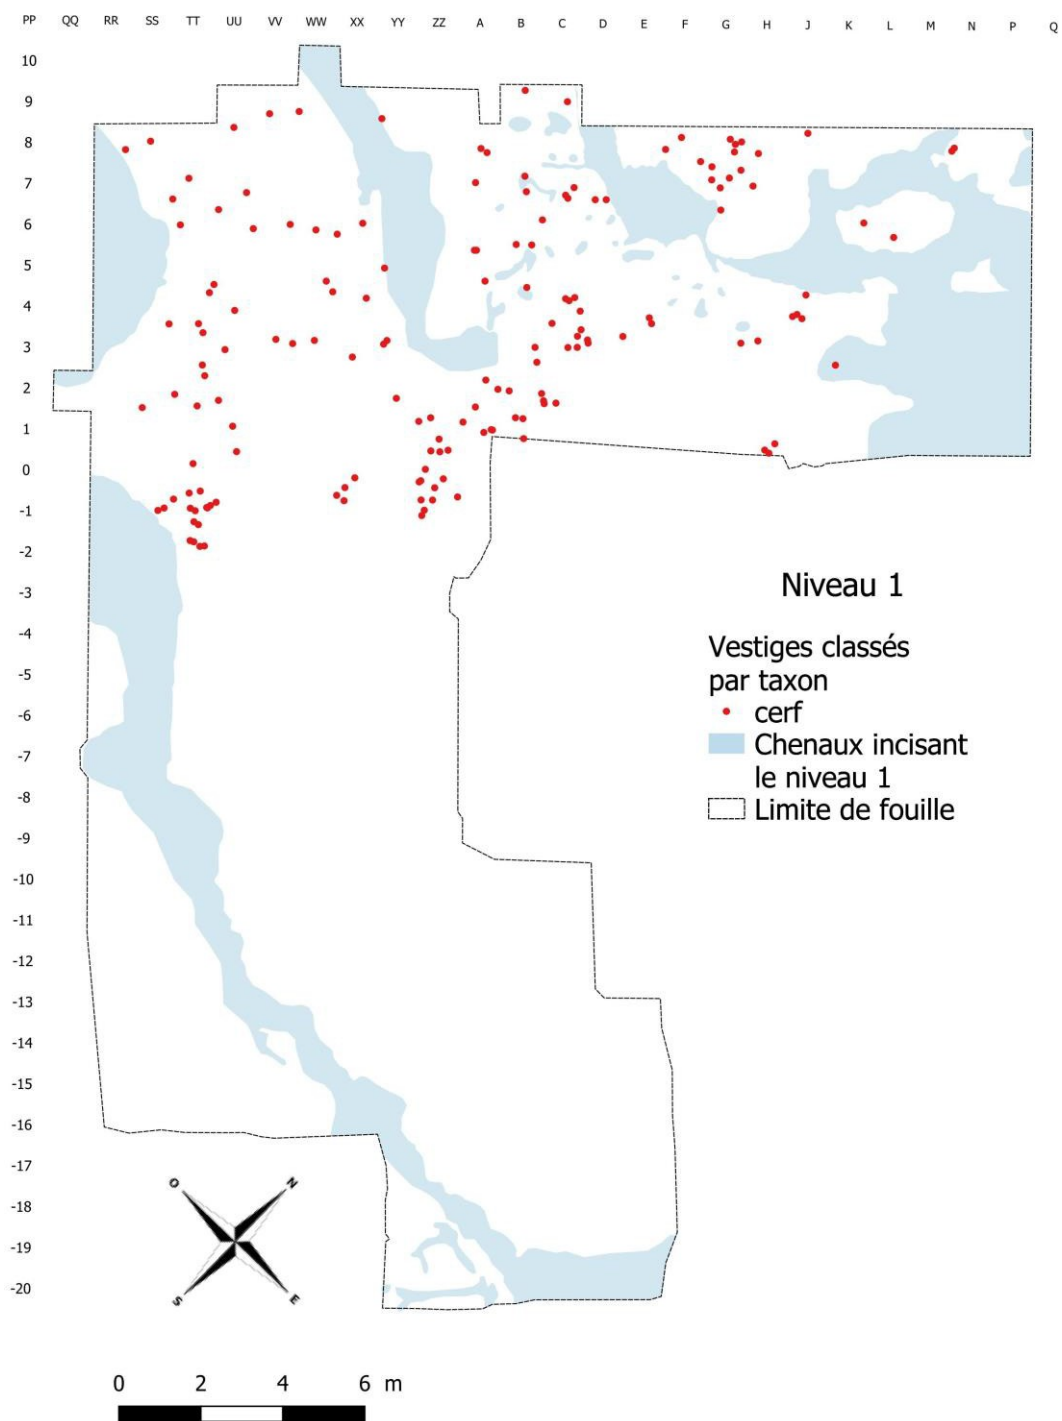 PP QQ RR SS TT UU VV WW XX YY ZZ A B C D E F G H J K L M N P Q
10
9
8
7
6
5
4
3
2
1
0
-1
-2
-3
-4
-5
-6
-7
-8
-9
-10
-11
-12
-13
-14
-15
-16
-17
-18
-19
-20
Niveau 1
Vestiges classés
par taxon
cerf
Chenaux incisant
le niveau 1
Limite de fouille
O N
S E
0 2 4 6 m